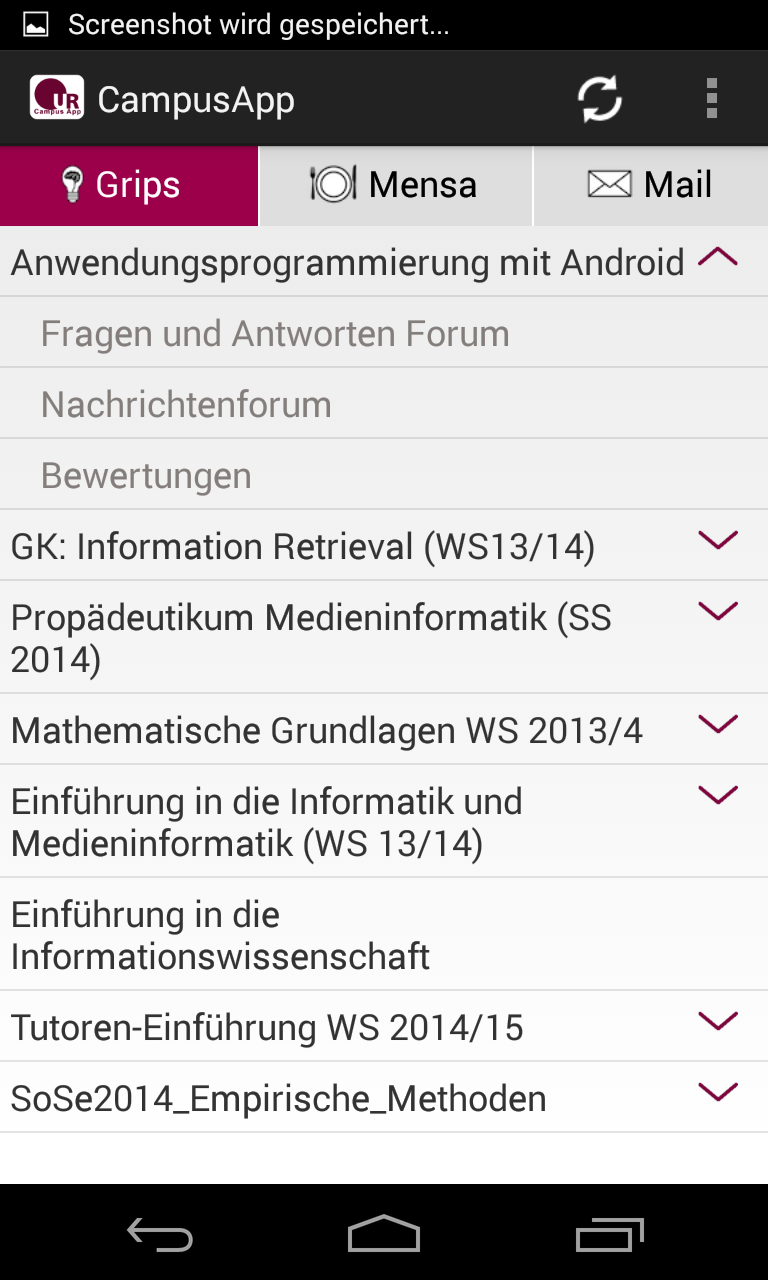 Screenshot wird gespeichert...
UR
Campus App
CampusApp
Grips
Mensa
Mail
Anwendungsprogrammierung mit Android
Fragen und Antworten Forum
Nachrichtenforum
Bewertungen
GK: Information Retrieval (WS13/14)
Propädeutikum Medieninformatik (SS
2014)
Mathematische Grundlagen WS 2013/4
Einführung in die Informatik und
Medieninformatik (WS 13/14)
Einführung in die
Informationswissenschaft
Tutoren-Einführung WS 2014/15
SoSe2014_Empirische_Methoden